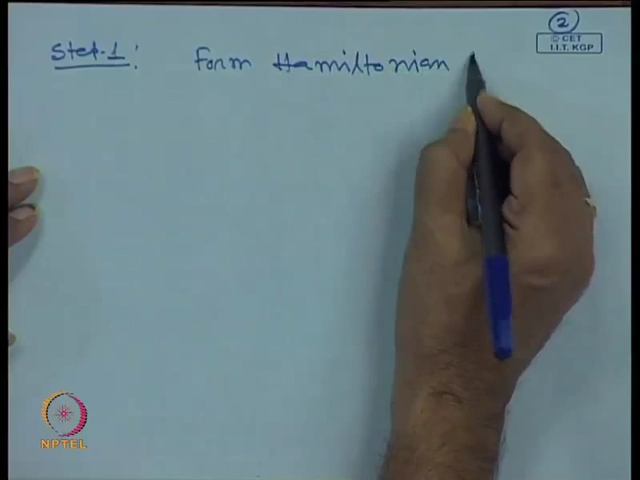 Step-1: Form Hamiltonian
2
© CET
I.I.T. KGP
NPTEL